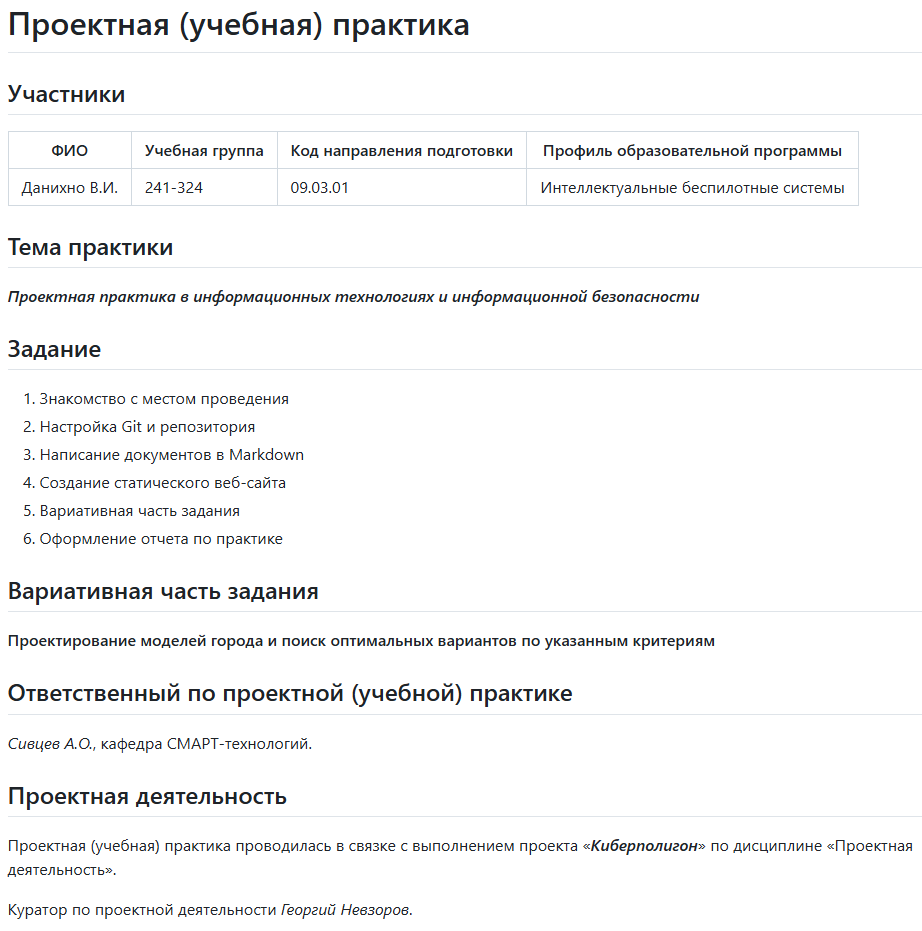 Проектная (учебная) практика
Участники
ФИО Учебная группа Код направления подготовки Профиль образовательной программы
Данихно В.И. 241-324 09.03.01 Интеллектуальные беспилотные системы
Тема практики
Проектная практика в информационных технологиях и информационной безопасности
Задание
1. Знакомство с местом проведения
2. Настройка Git и репозитория
3. Написание документов в Markdown
4. Создание статического веб-сайта
5. Вариативная часть задания
6. Оформление отчета по практике
Вариативная часть задания
Проектирование моделей города и поиск оптимальных вариантов по указанным критериям
Ответственный по проектной (учебной) практике
Сивцев А.О., кафедра СМАРТ-технологий.
Проектная деятельность
Проектная (учебная) практика проводилась в связке с выполнением проекта «Киберполигон» по дисциплине «Проектная
деятельность».
Куратор по проектной деятельности Георгий Невзоров.